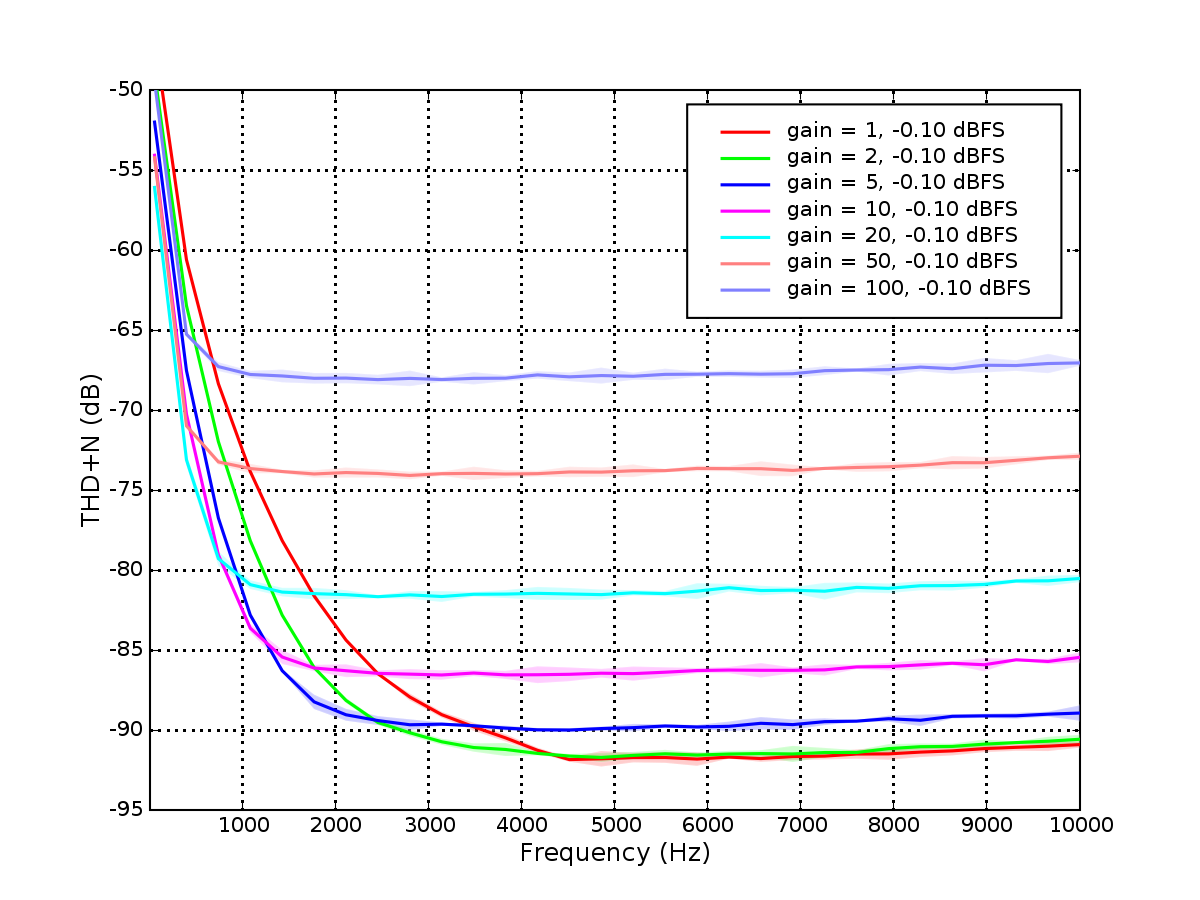 -50
-55
-60
-65
-70
-75
-80
-85
-90
-95
THD+N (dB)
gain = 1, -0.10 dBFS
gain = 2, -0.10 dBFS
gain = 5, -0.10 dBFS
gain = 10, -0.10 dBFS
gain = 20, -0.10 dBFS
gain = 50, -0.10 dBFS
gain = 100, -0.10 dBFS
1000 2000 3000 4000 5000 6000 7000 8000 9000 10000
Frequency (Hz)